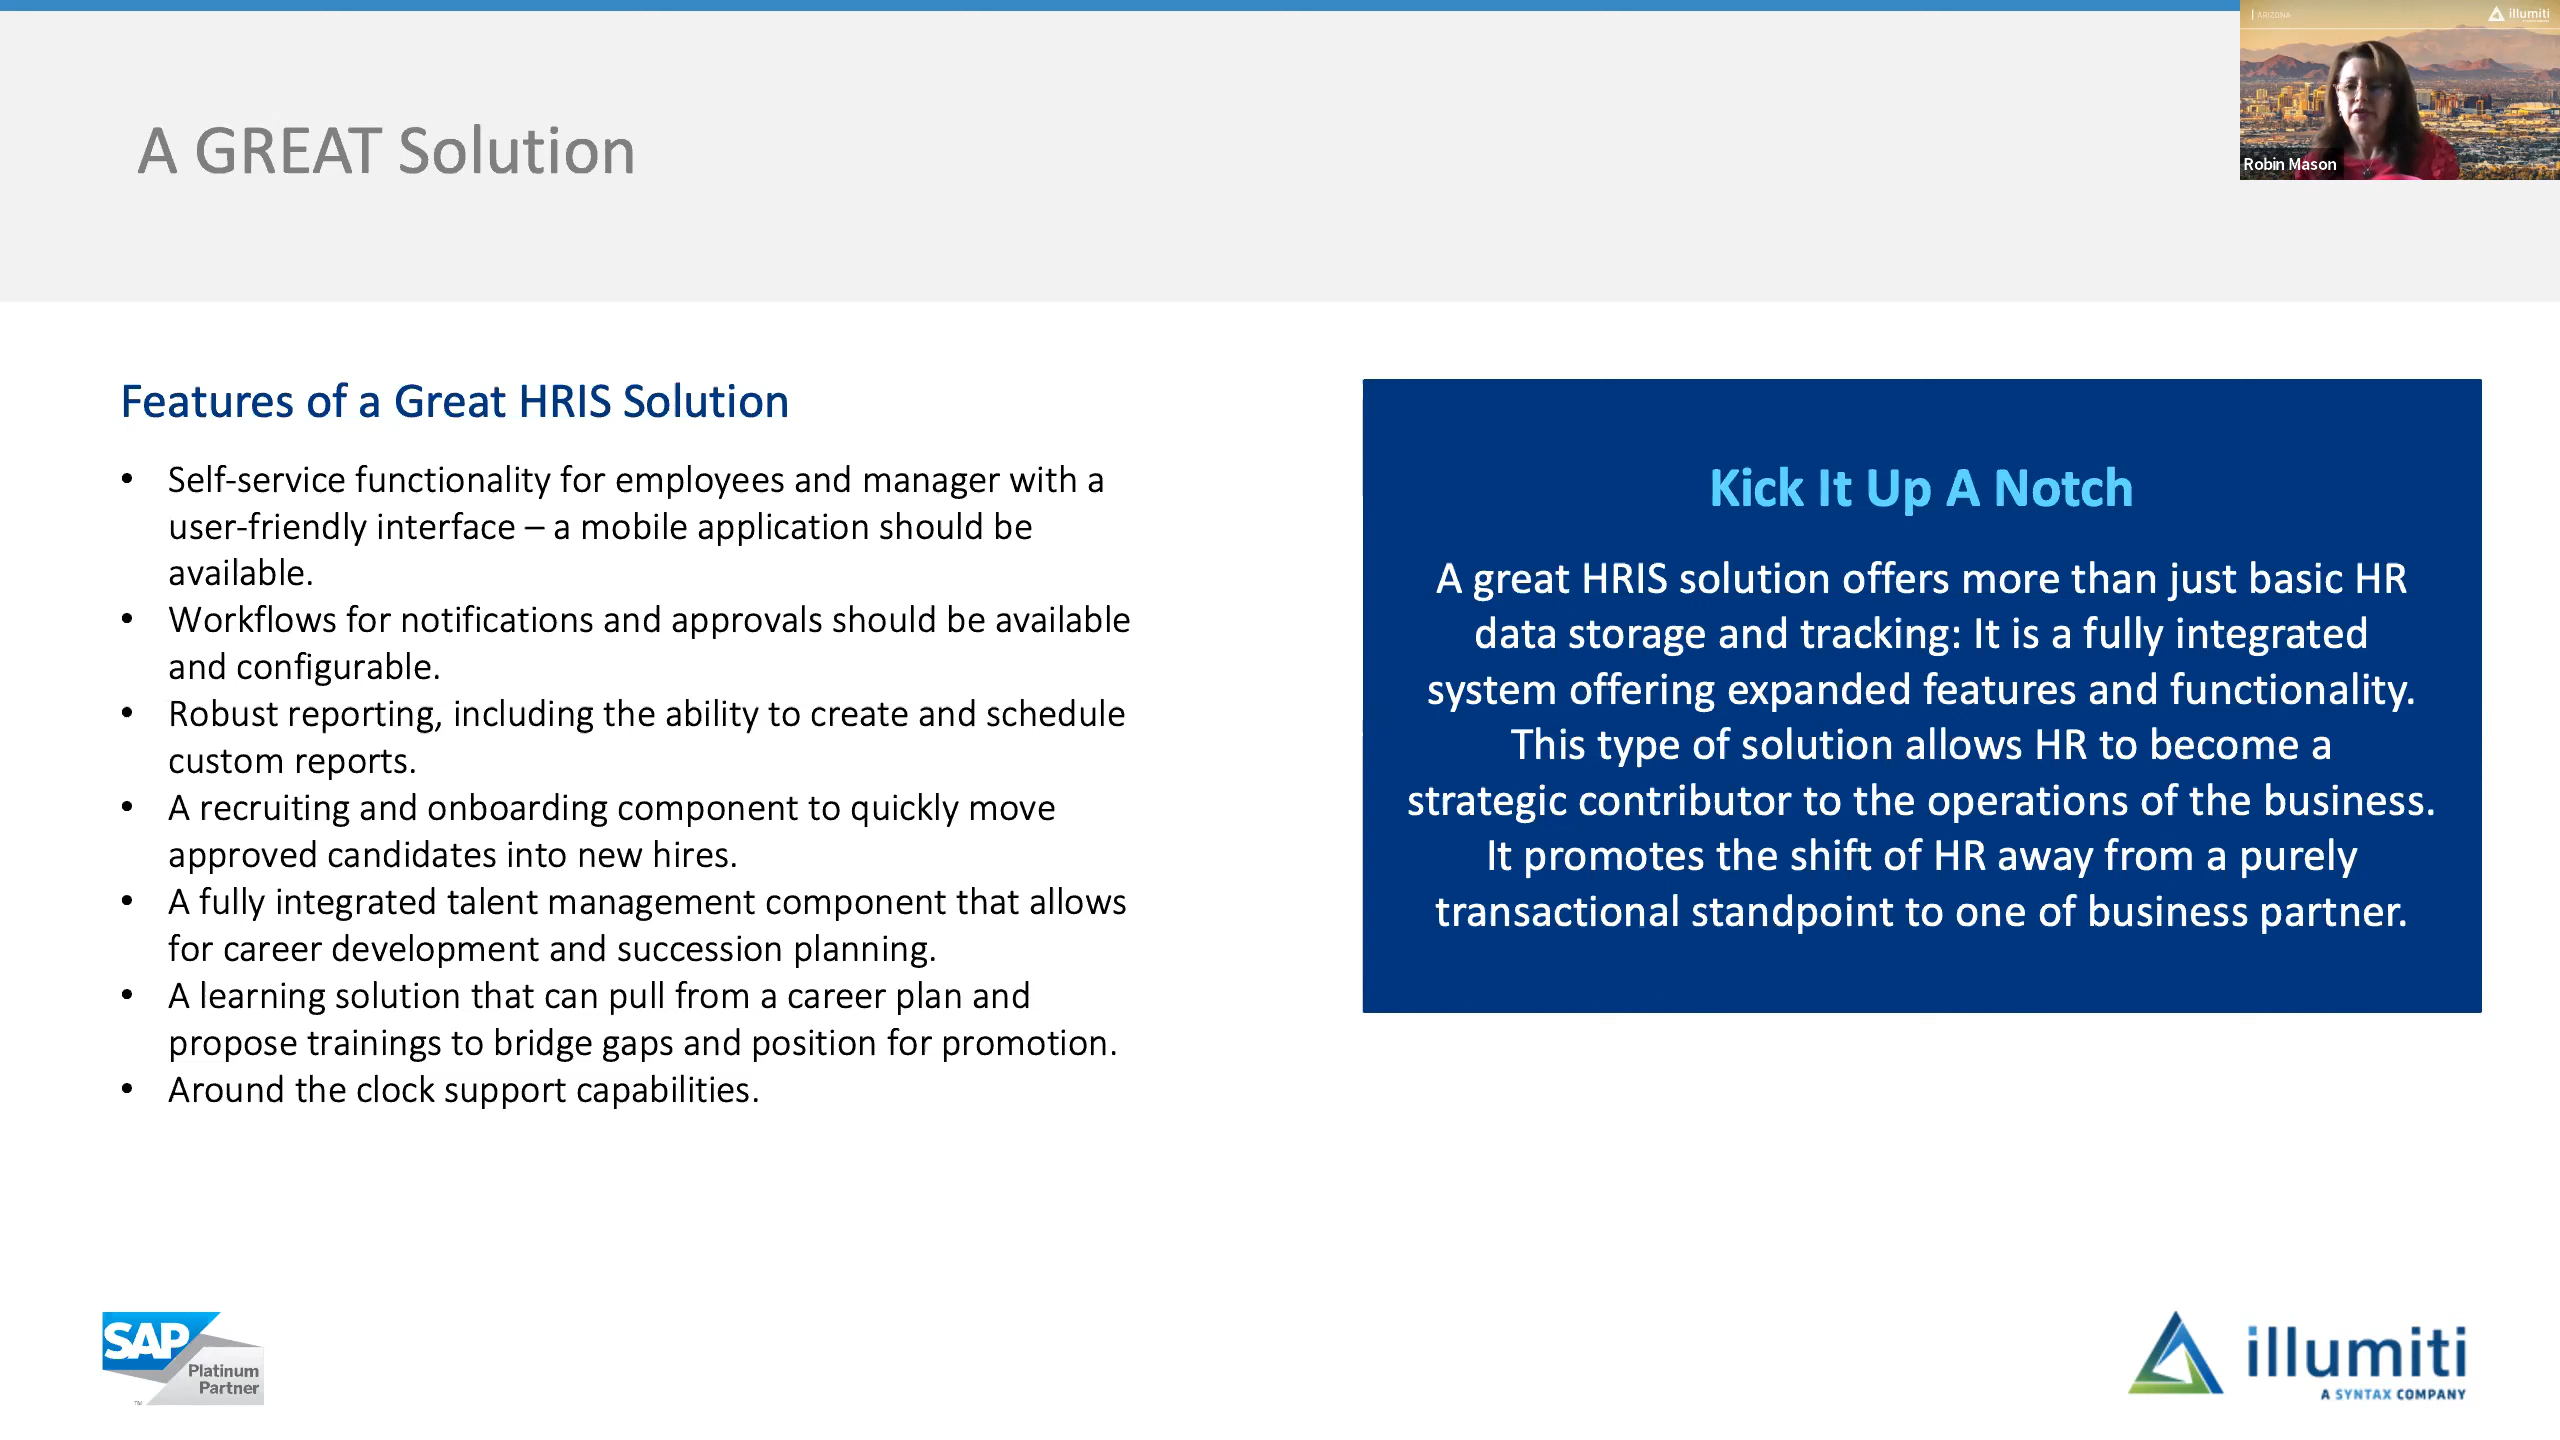 | ARIZONA
illumiti
Robin Mason
A GREAT Solution
Features of a Great HRIS Solution
• Self-service functionality for employees and manager with a
user-friendly interface – a mobile application should be
available.
• Workflows for notifications and approvals should be available
and configurable.
• Robust reporting, including the ability to create and schedule
custom reports.
• A recruiting and onboarding component to quickly move
approved candidates into new hires.
• A fully integrated talent management component that allows
for career development and succession planning.
• A learning solution that can pull from a career plan and
propose trainings to bridge gaps and position for promotion.
• Around the clock support capabilities.
Kick It Up A Notch
A great HRIS solution offers more than just basic HR
data storage and tracking: It is a fully integrated
system offering expanded features and functionality.
This type of solution allows HR to become a
strategic contributor to the operations of the business.
It promotes the shift of HR away from a purely
transactional standpoint to one of business partner.
SAP
Platinum
Partner
™
illumiti
A SYNTAX COMPANY